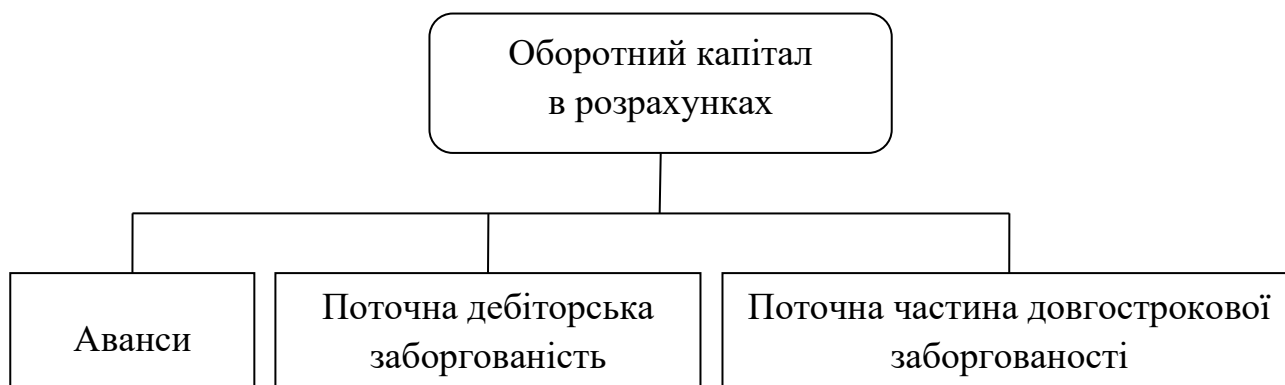 Оборотний капітал
в розрахунках
Аванси
Поточна дебіторська
заборгованість
Поточна частина довгострокової
заборгованості